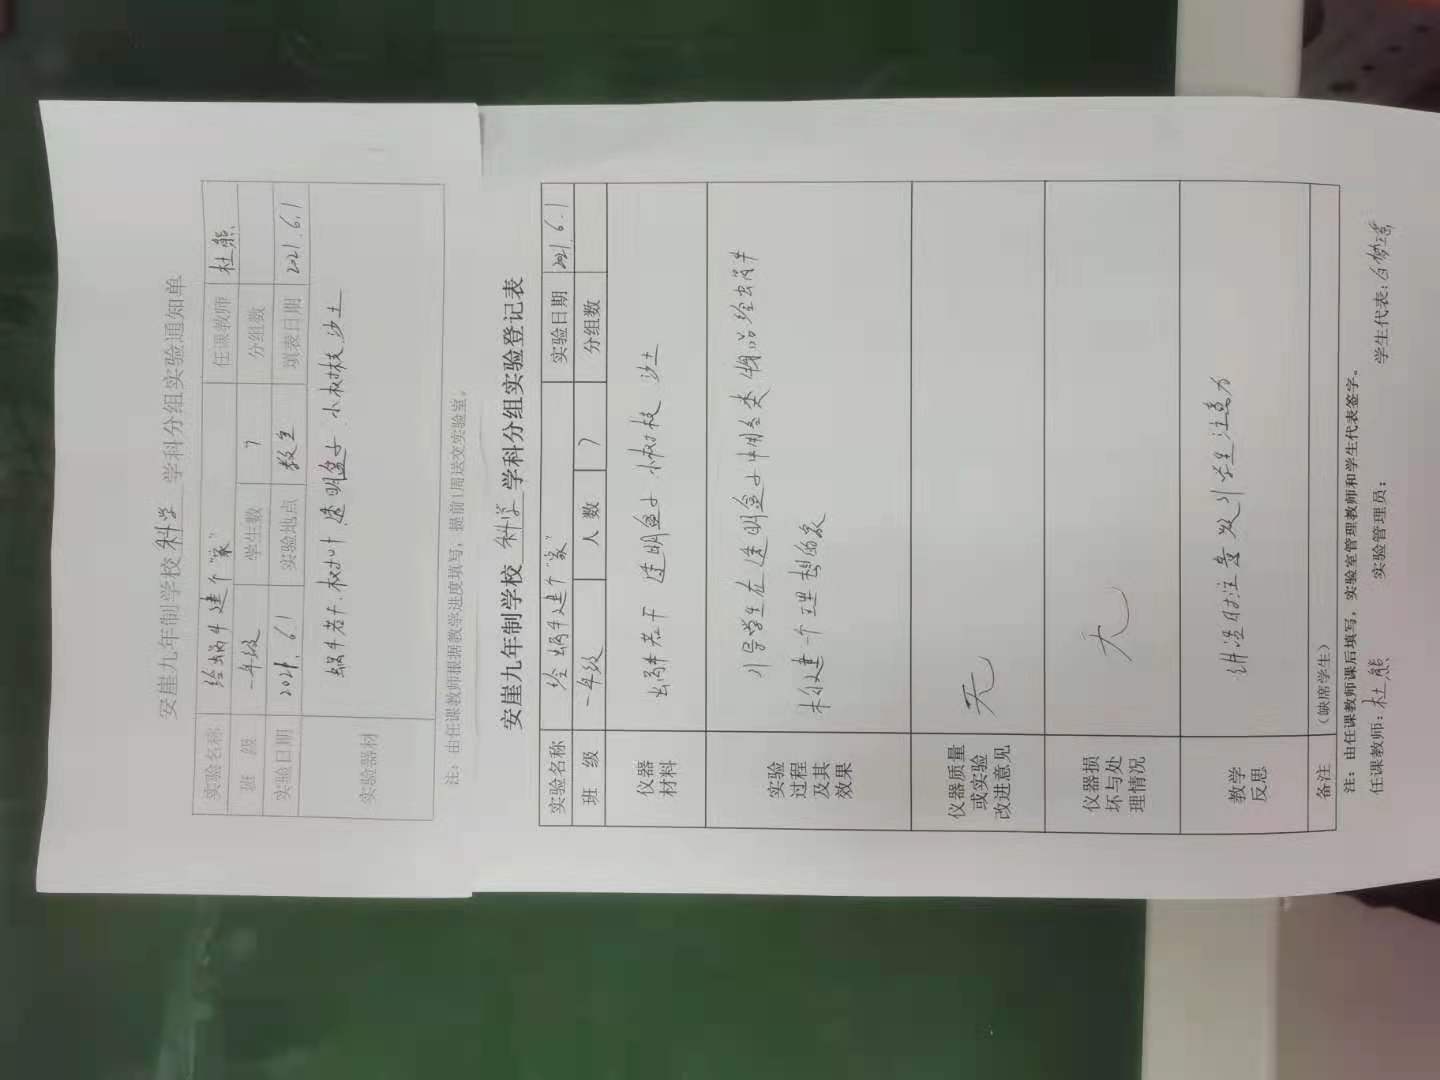 安崖九年制学校科学学科分组实验通知单
实验名称 给蜗牛建个"家" 任课教师 杜熊
班 级 一年级 学生数 7 分组数
实验日期 2021.6.1 实验地点 教室 填表日期 2021.6.1
实验器材 蜗牛若干.树叶.透明盒子.小树枝 沙土
注:由任课教师根据教学进度填写,提前1周送交实验室。
安崖九年制学校 科学 学科分组实验登记表
实验名称 给蜗牛建个"家" 实验日期 2021.6.1
班 级 一年级 人 数 7 分组数
仪器
材料
蜗牛若干 透明盒子 小树枝 沙土
实验
过程
及其
效果
引导学生在透明盒子中用各类物品给蜗牛
构建一个理想的家
仪器质量
或实验
改进意见
无
仪器损
坏与处
理情况
无
教学
反思
讲授时注意吸引学生注意力
备注 (缺席学生)
注:由任课教师课后填写,实验室管理教师和学生代表签字。
任课教师:杜熊 实验管理员: 学生代表: